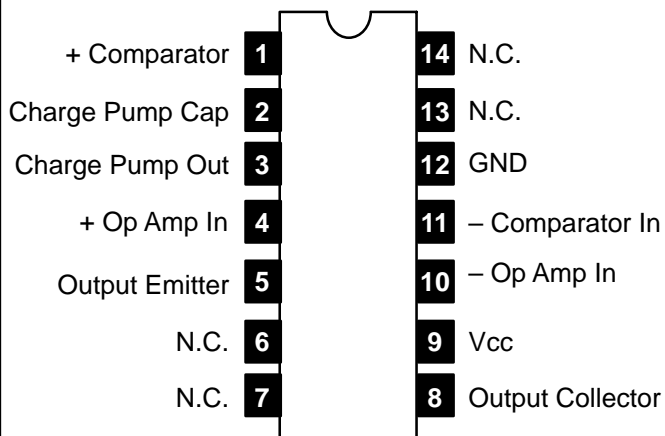 + Comparator 1 14 N.C.
Charge Pump Cap 2 13 N.C.
Charge Pump Out 3 12 GND
+ Op Amp In 4 11 – Comparator In
Output Emitter 5 10 – Op Amp In
N.C. 6 9 Vcc
N.C. 7 8 Output Collector